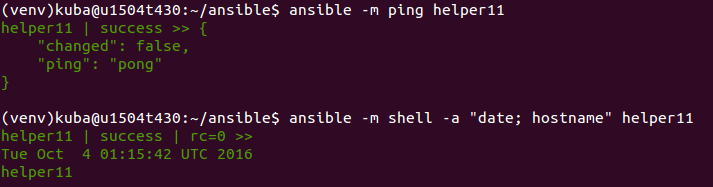 (venv)kuba@u1504t430:~/ansible$ ansible -m ping helper11
helper11 | success >> {
    "changed": false,
    "ping": "pong"
}
(venv)kuba@u1504t430:~/ansible$ ansible -m shell -a "date; hostname" helper11
helper11 | success | rc=0 >>
Tue Oct  4 01:15:42 UTC 2016
helper11